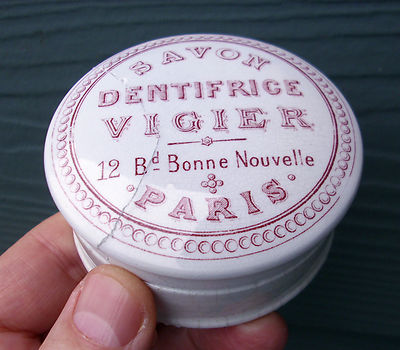 SAVON
DENTIFRICE
VIGIER
12 Bd Bonne Nouvelle
PARIS